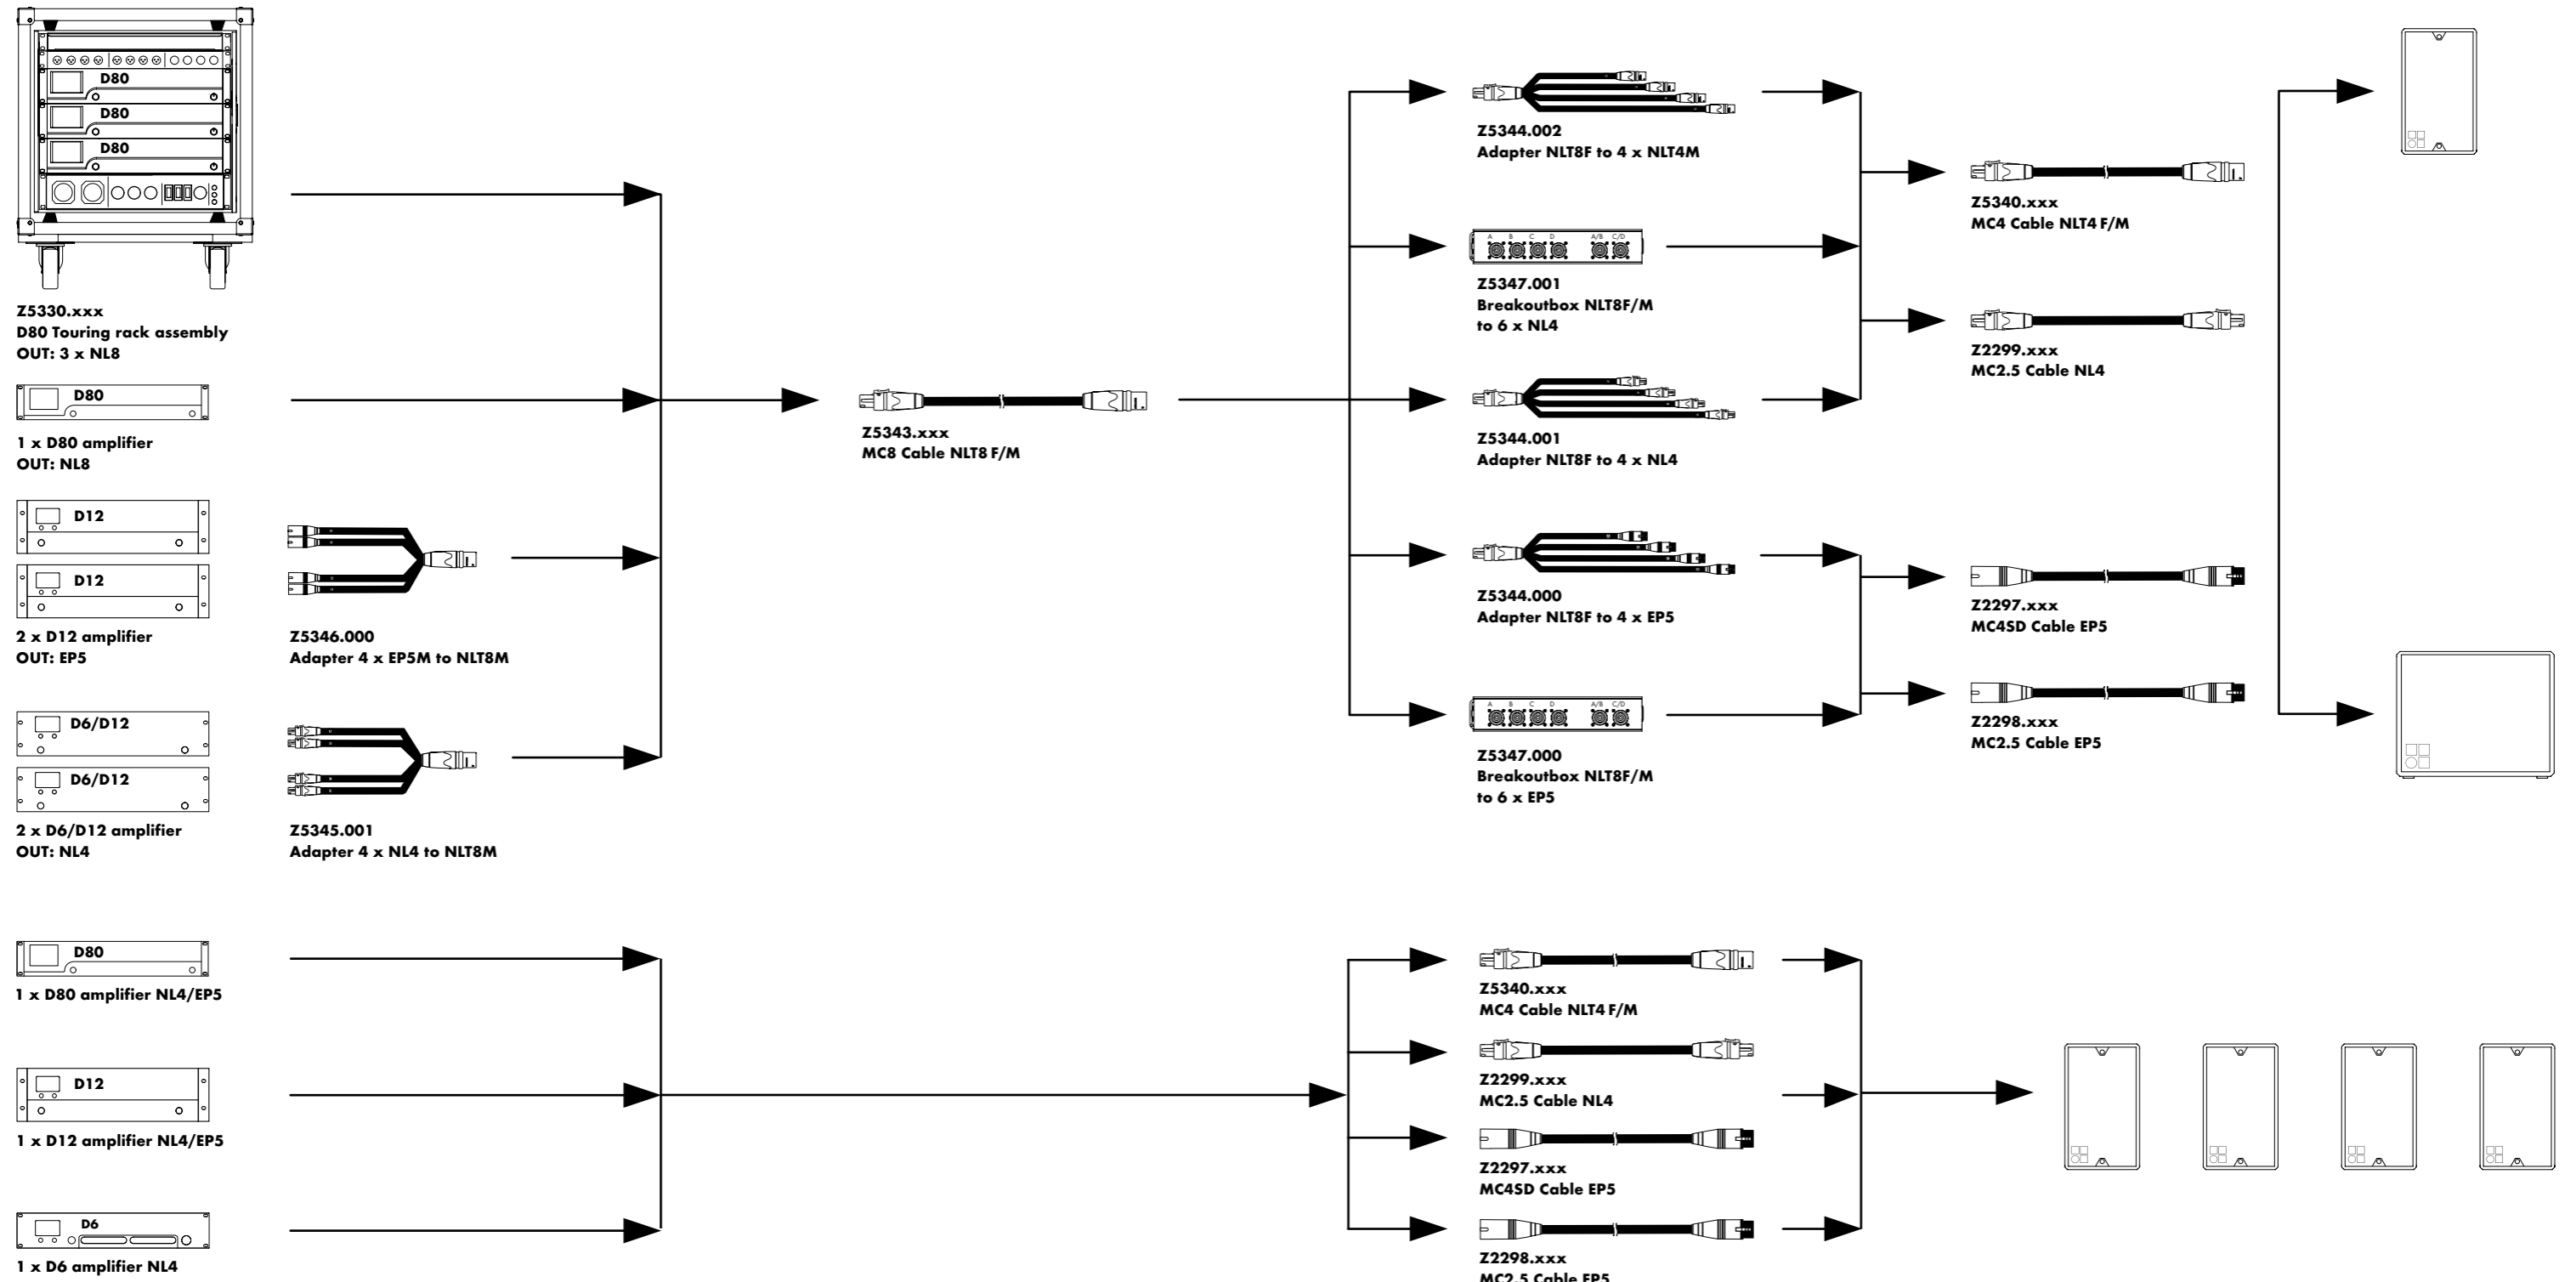 D80
D80
D80
Z5330.xxx
D80 Touring rack assembly
OUT: 3 x NL8
D80
1 x D80 amplifier
OUT: NL8
D12
D12
2 x D12 amplifier
OUT: EP5
Z5346.000
Adapter 4 x EP5M to NLT8M
D6/D12
D6/D12
2 x D6/D12 amplifier
OUT: NL4
Z5345.001
Adapter 4 x NL4 to NLT8M
Z5343.xxx
MC8 Cable NLT8 F/M
Z5344.002
Adapter NLT8F to 4 x NLT4M
A B C D A/B C/D
Z5347.001
Breakoutbox NLT8F/M
to 6 x NL4
Z5344.001
Adapter NLT8F to 4 x NL4
Z5344.000
Adapter NLT8F to 4 x EP5
A B C D A/B C/D
Z5347.000
Breakoutbox NLT8F/M
to 6 x EP5
Z5340.xxx
MC4 Cable NLT4 F/M
Z2299.xxx
MC2.5 Cable NL4
Z2297.xxx
MC4SD Cable EP5
Z2298.xxx
MC2.5 Cable EP5
D80
1 x D80 amplifier NL4/EP5
D12
1 x D12 amplifier NL4/EP5
D6
1 x D6 amplifier NL4
Z5340.xxx
MC4 Cable NLT4 F/M
Z2299.xxx
MC2.5 Cable NL4
Z2297.xxx
MC4SD Cable EP5
Z2298.xxx
MC2.5 Cable EP5